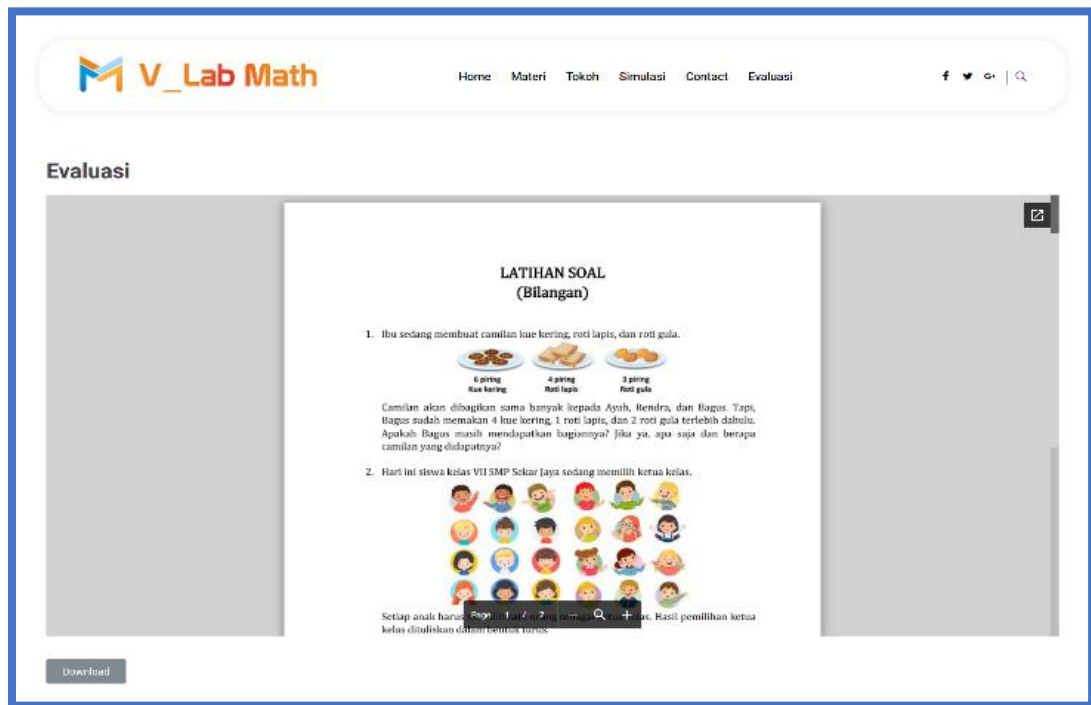 V_Lab Math
Home Materi Tokoh Simulasi Contact Evaluasi
Evaluasi
LATIHAN SOAL
(Bilangan)
1. Ibu sedang membuat camilan kue kering, roti lapis, dan roti gula.
6 piring 4 piring 3 piring
Kue kering Roti lapis Roti gula
Camilan akan dibagikan sama banyak kepada Ayah, Rendra, dan Bagus. Tapi,
Bagus sudah memakan 4 kue kering, 1 roti lapis, dan 2 roti gula terlebih dahulu.
Apakah Bagus masih mendapatkan bagiannya? Jika ya, apa saja dan berapa
camilan yang didapatnya?
2. Hari ini siswa kelas VII SMP Sekar Jaya sedang memilih ketua kelas.
Page 1 / 7
Setiap anak harus kelas. Hasil pemilihan ketua
kelas dituliskan dalam bentuk turus.
Download